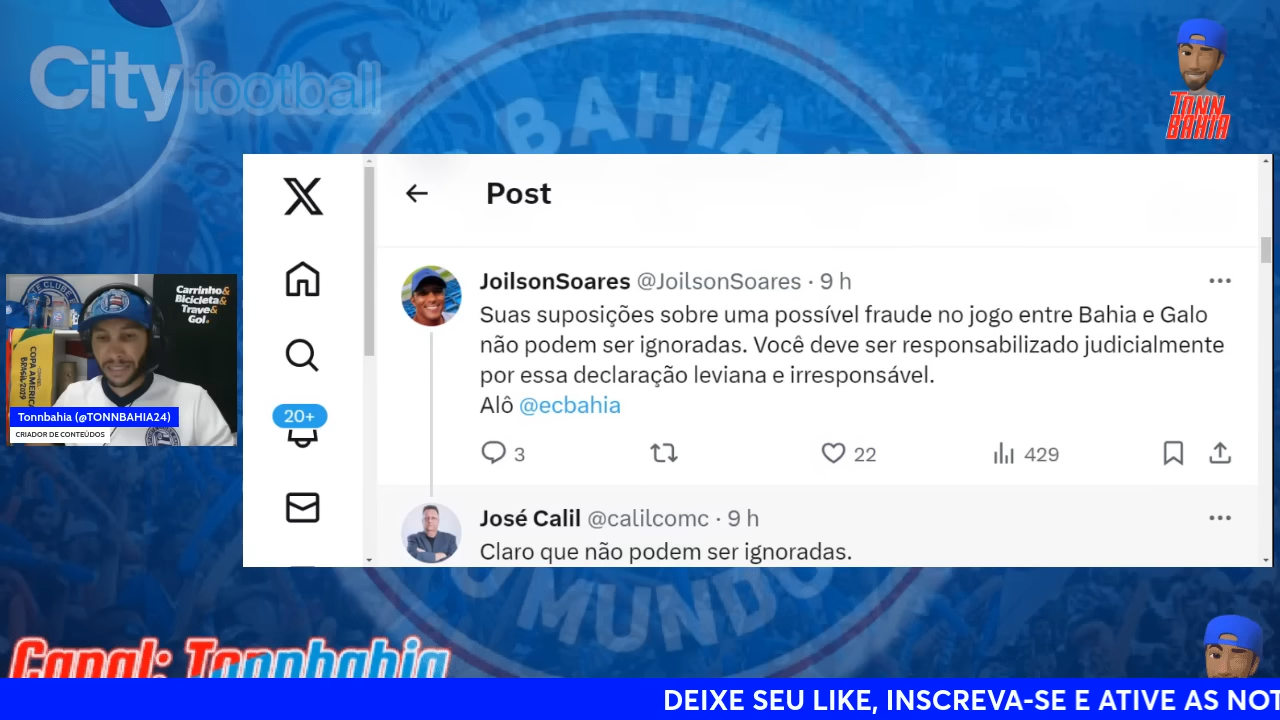 City football
BAHIA
TONN
BAHIA
Post
JoilsonSoares @JoilsonSoares · 9 h
Suas suposições sobre uma possível fraude no jogo entre Bahia e Galo
não podem ser ignoradas. Você deve ser responsabilizado judicialmente
por essa declaração leviana e irresponsável.
Alô @ecbahia
20+
3
22
429
José Calil @calilcomc · 9 h
Claro que não podem ser ignoradas.
Carrinho&
Bicicleta&
Trave&
Gol.
COPA AMERICA
BRASIL 2019
Tonnbahia (@TONNBAHIA24)
CRIADOR DE CONTEÚDOS
MUNDO
Canal: Tonnbahia
DEIXE SEU LIKE, INSCREVA-SE E ATIVE AS NOT